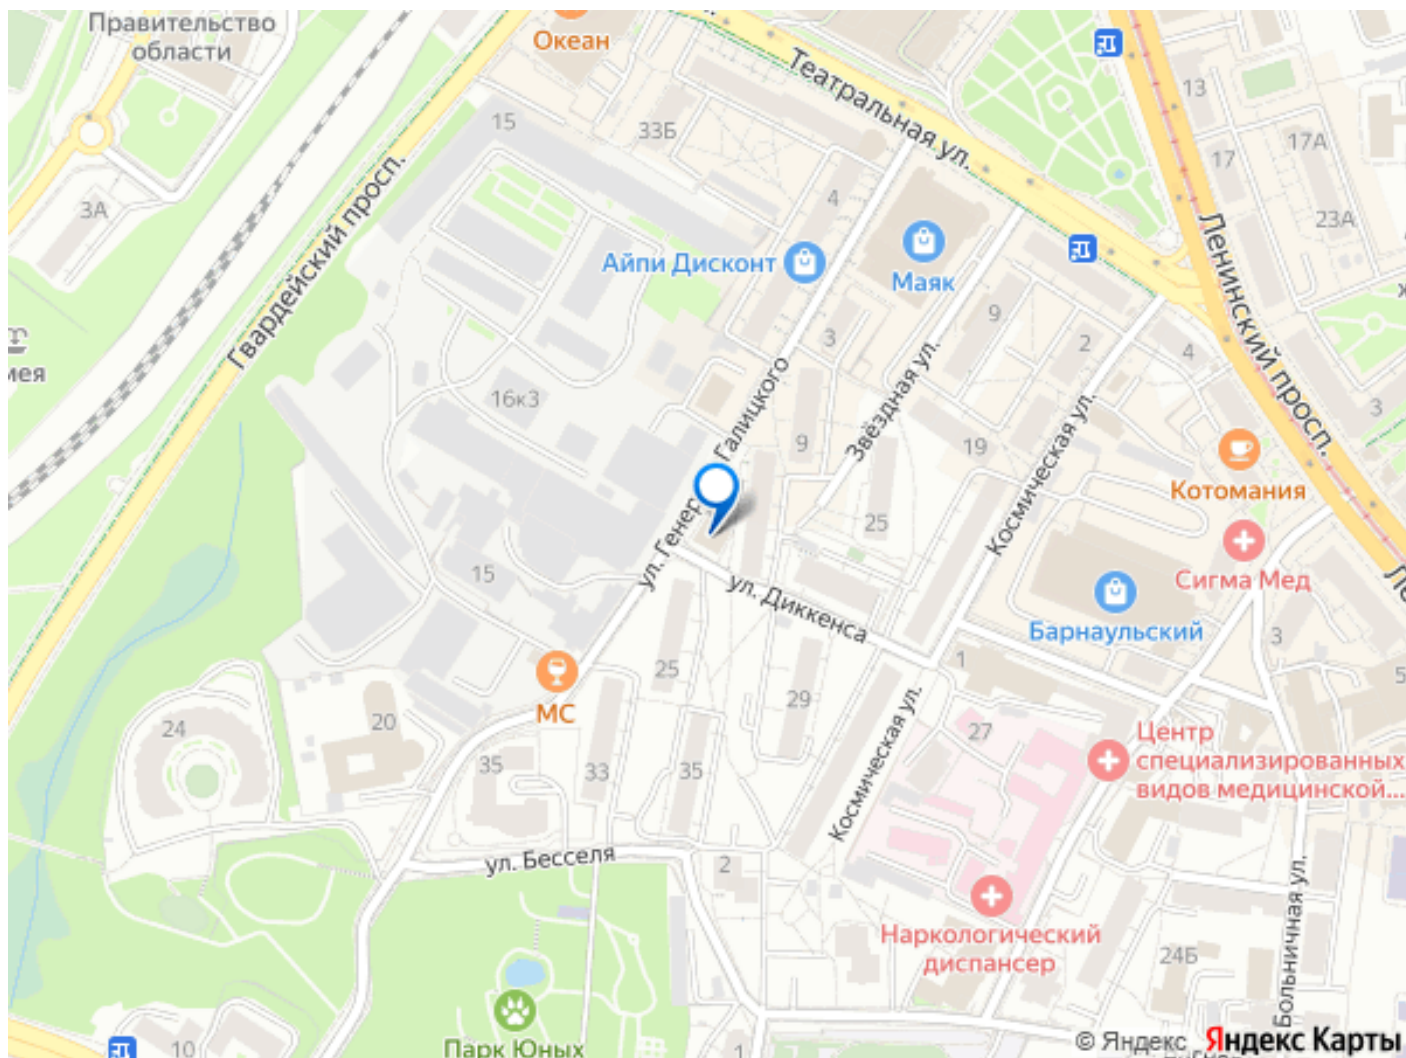 Правительство
области
Океан
Театральная ул.
15
33Б
13
17А
17
23А
3А
4
Гвардейский просп.
Айпи Дисконт
Маяк
Ленинский просп.
9
3
2
4
3
16к3
ул. Генер
Галицкого
Звёздная ул.
9
19
Космическая ул.
Котомания
25
Сигма Мед
15
ул. Диккенса
Барнаульский
3
25
1
5
МС
29
24
20
27
Космическая ул.
Центр
специализированных
видов медицинской...
35
33
35
ул. Бесселя
2
Наркологический
диспансер
24Б
Больничная ул.
10
Парк Юных
1
© Яндекс Яндекс Карты